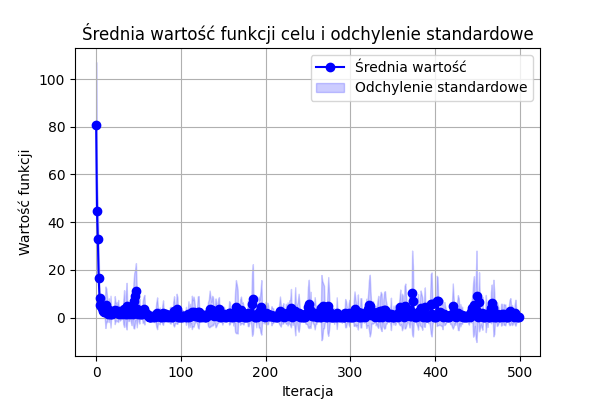 Średnia wartość funkcji celu i odchylenie standardowe
Średnia wartość
Odchylenie standardowe
Wartość funkcji
100
80
60
40
20
0
0 100 200 300 400 500
Iteracja